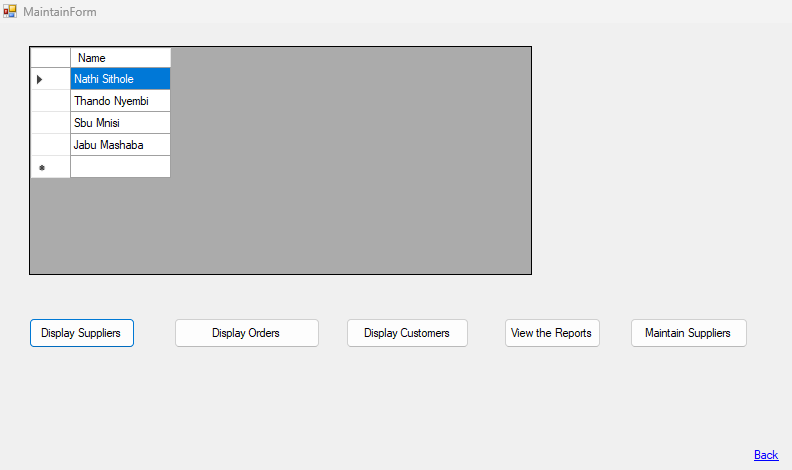 MaintainForm
Name
Nathi Sithole
Thando Nyembi
Sbu Mnisi
Jabu Mashaba
Display Suppliers
Display Orders
Display Customers
View the Reports
Maintain Suppliers
Back